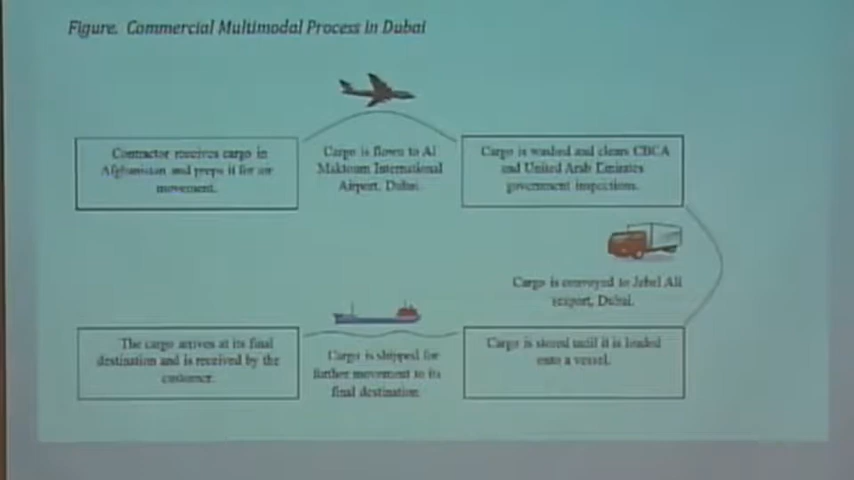 Figure. Commercial Multimodal Process in Dubai
Contractor receives cargo in
Afghanistan and preps it for air
movement.
Cargo is flown to Al
Maktoum International
Airport, Dubai.
Cargo is washed and clears CBCA
and United Arab Emirates
government inspections.
Cargo is conveyed to Jebel Ali
seaport, Dubai.
Cargo is stored until it is loaded
onto a vessel.
Cargo is shipped for
further movement to its
final destination.
The cargo arrives at its final
destination and is received by the
customer.